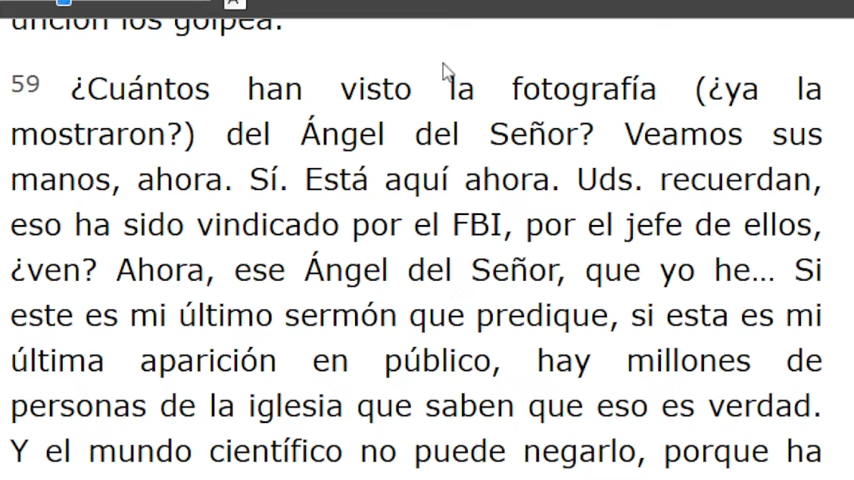 unción los golpea.
59 ¿Cuántos han visto la fotografía (¿ya la
mostraron?) del Ángel del Señor? Veamos sus
manos, ahora. Sí. Está aquí ahora. Uds. recuerdan,
eso ha sido vindicado por el FBI, por el jefe de ellos,
¿ven? Ahora, ese Ángel del Señor, que yo he... Si
este es mi último sermón que predique, si esta es mi
última aparición en público, hay millones de
personas de la iglesia que saben que eso es verdad.
Y el mundo científico no puede negarlo, porque ha